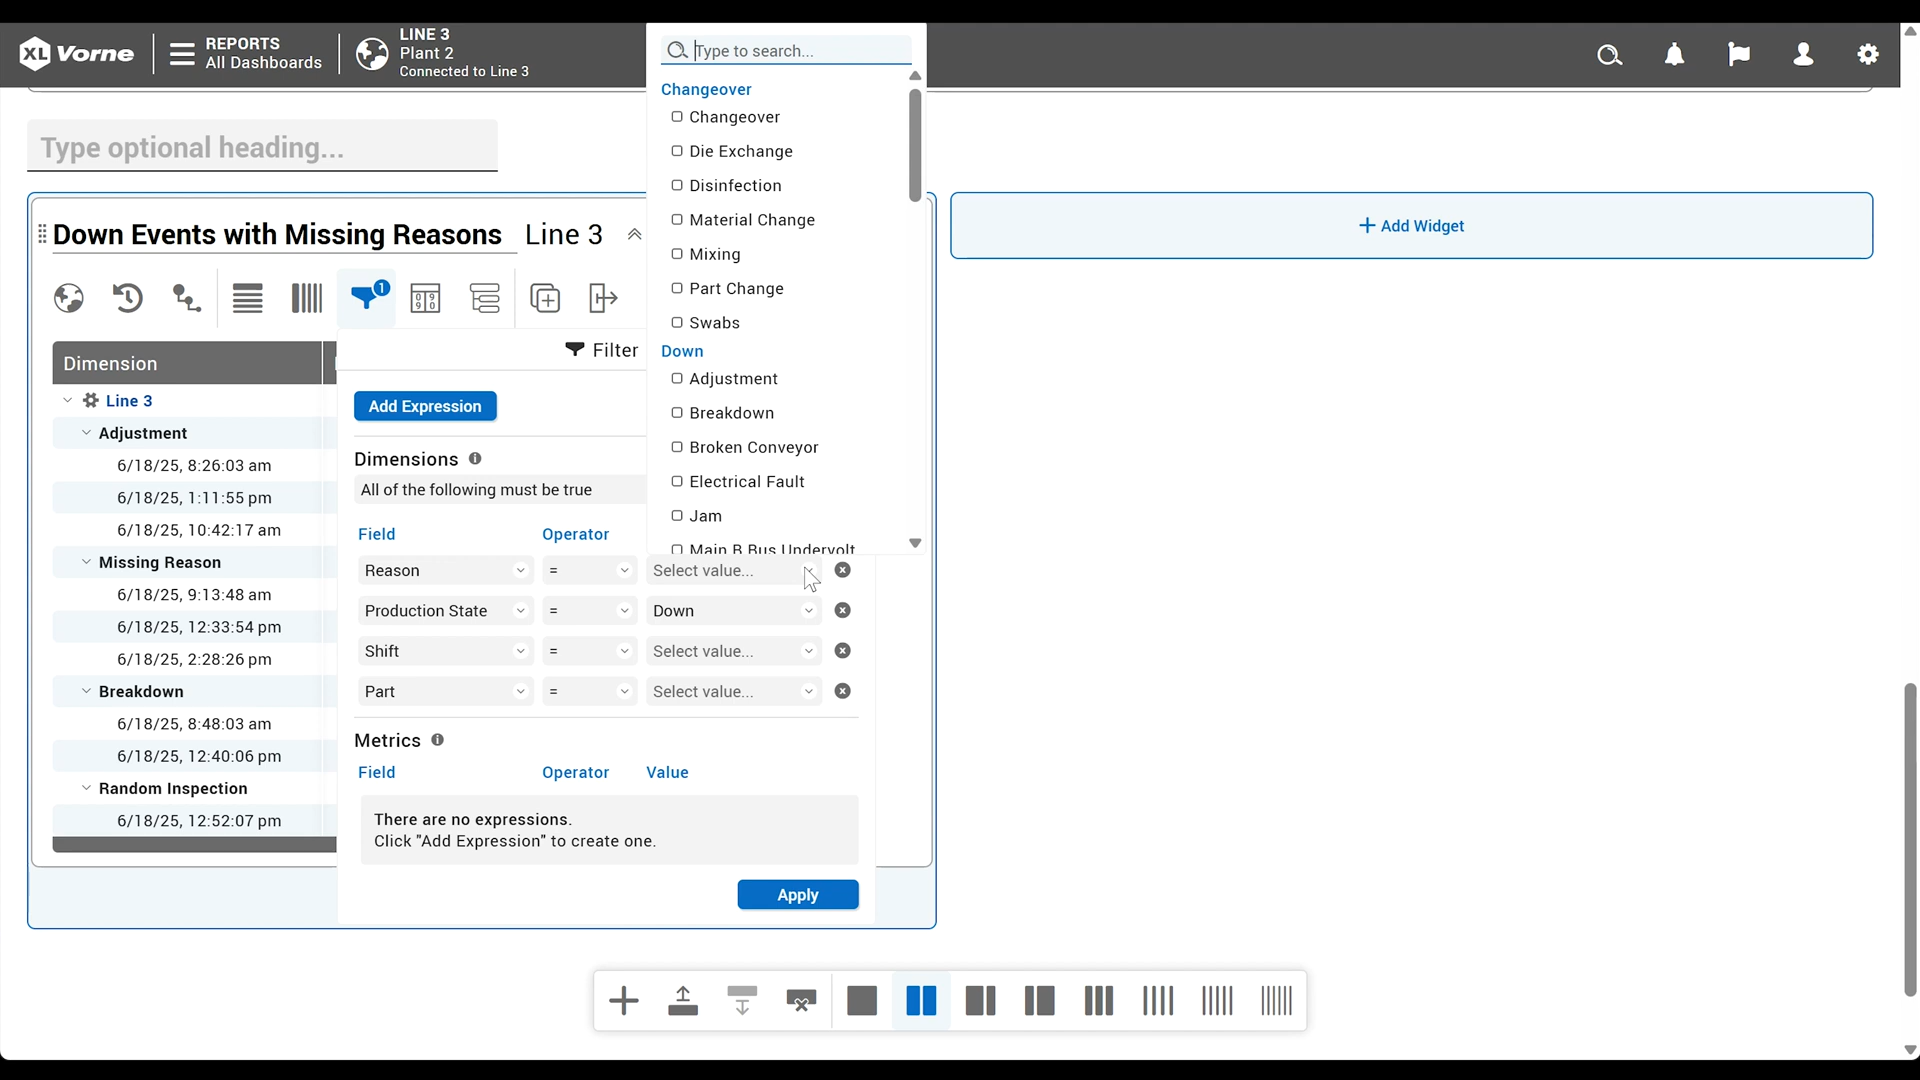 XL Vorne
REPORTS
All Dashboards
LINE 3
Plant 2
Connected to Line 3
Type to search...
Changeover
Changeover
Die Exchange
Disinfection
Material Change
Mixing
Part Change
Swabs
Down
Adjustment
Breakdown
Broken Conveyor
Electrical Fault
Jam
Main B Bus Undervolt
Type optional heading...
Down Events with Missing Reasons Line 3
+ Add Widget
1
Filter
Dimension
Line 3
Adjustment
6/18/25, 8:26:03 am
6/18/25, 1:11:55 pm
6/18/25, 10:42:17 am
Missing Reason
6/18/25, 9:13:48 am
6/18/25, 12:33:54 pm
6/18/25, 2:28:26 pm
Breakdown
6/18/25, 8:48:03 am
6/18/25, 12:40:06 pm
Random Inspection
6/18/25, 12:52:07 pm
Add Expression
Dimensions
All of the following must be true
Field Operator
Reason = Select value...
Production State = Down
Shift = Select value...
Part = Select value...
Metrics
Field Operator Value
There are no expressions.
Click "Add Expression" to create one.
Apply